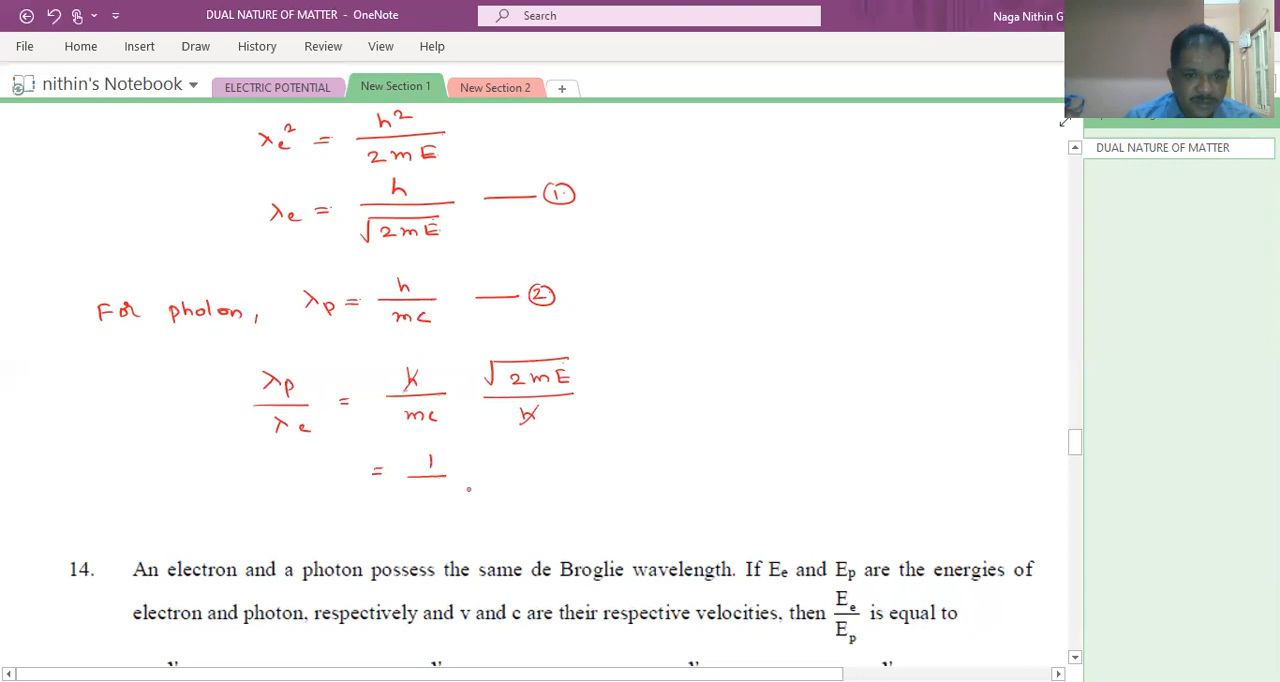 DUAL NATURE OF MATTER - OneNote
Search
Naga Nithin G
File Home Insert Draw History Review View Help
nithin's Notebook
ELECTRIC POTENTIAL
New Section 1
New Section 2
DUAL NATURE OF MATTER
λe² = h² / 2mE
λe = h / √2mE —— ①
For photon, λp = h / mc —— ②
λp / λe = h / mc √2mE / h
= 1
14. An electron and a photon possess the same de Broglie wavelength. If Ee and Ep are the energies of
electron and photon, respectively and v and c are their respective velocities, then Ee / Ep is equal to